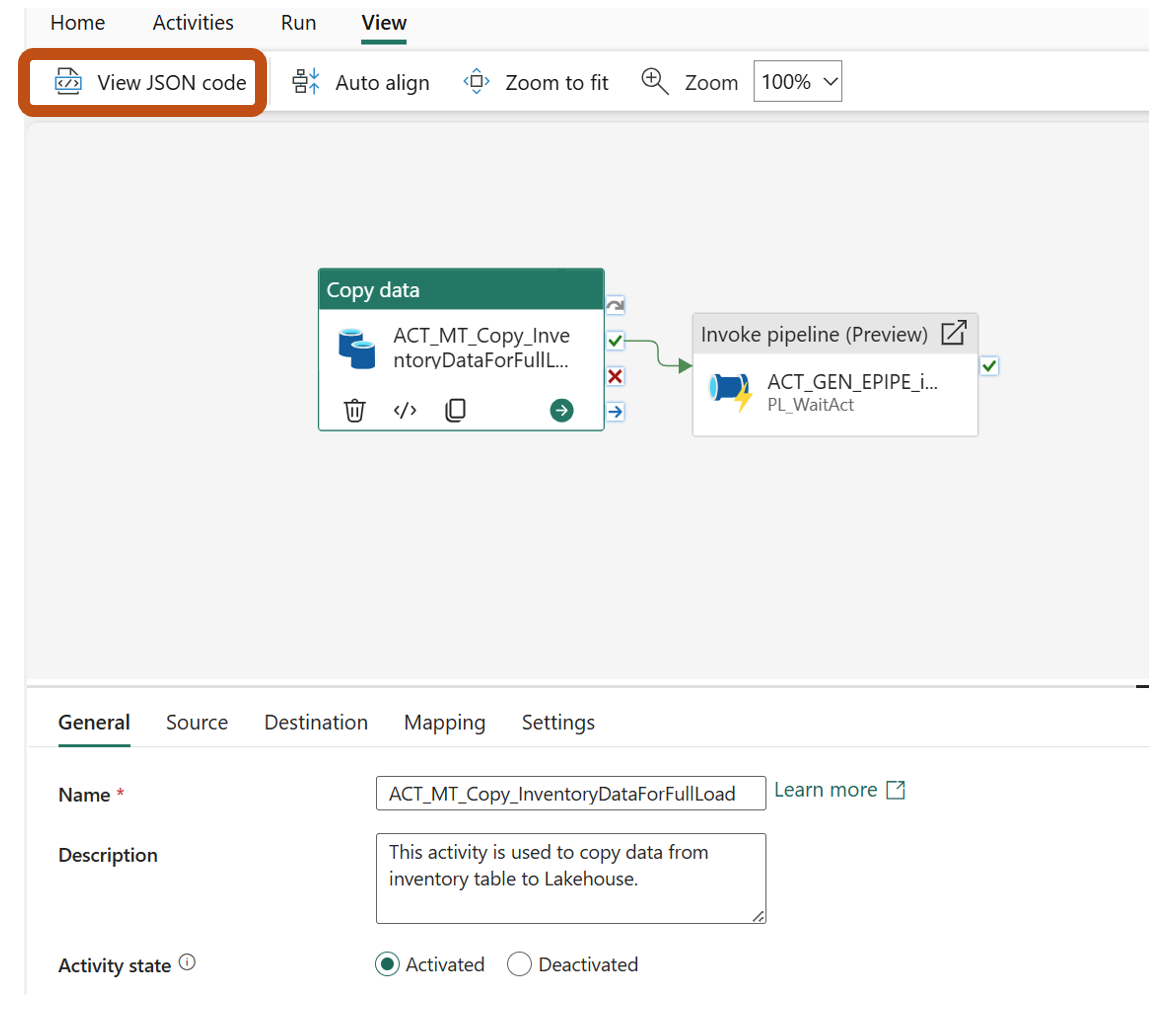 Home Activities Run View
View JSON code Auto align Zoom to fit Zoom 100%
Copy data
ACT_MT_Copy_Inve
ntoryDataForFullL...
Invoke pipeline (Preview)
ACT_GEN_EPIPE_i...
PL_WaitAct
General Source Destination Mapping Settings
Name * ACT_MT_Copy_InventoryDataForFullLoad Learn more
Description This activity is used to copy data from
inventory table to Lakehouse.
Activity state Activated Deactivated